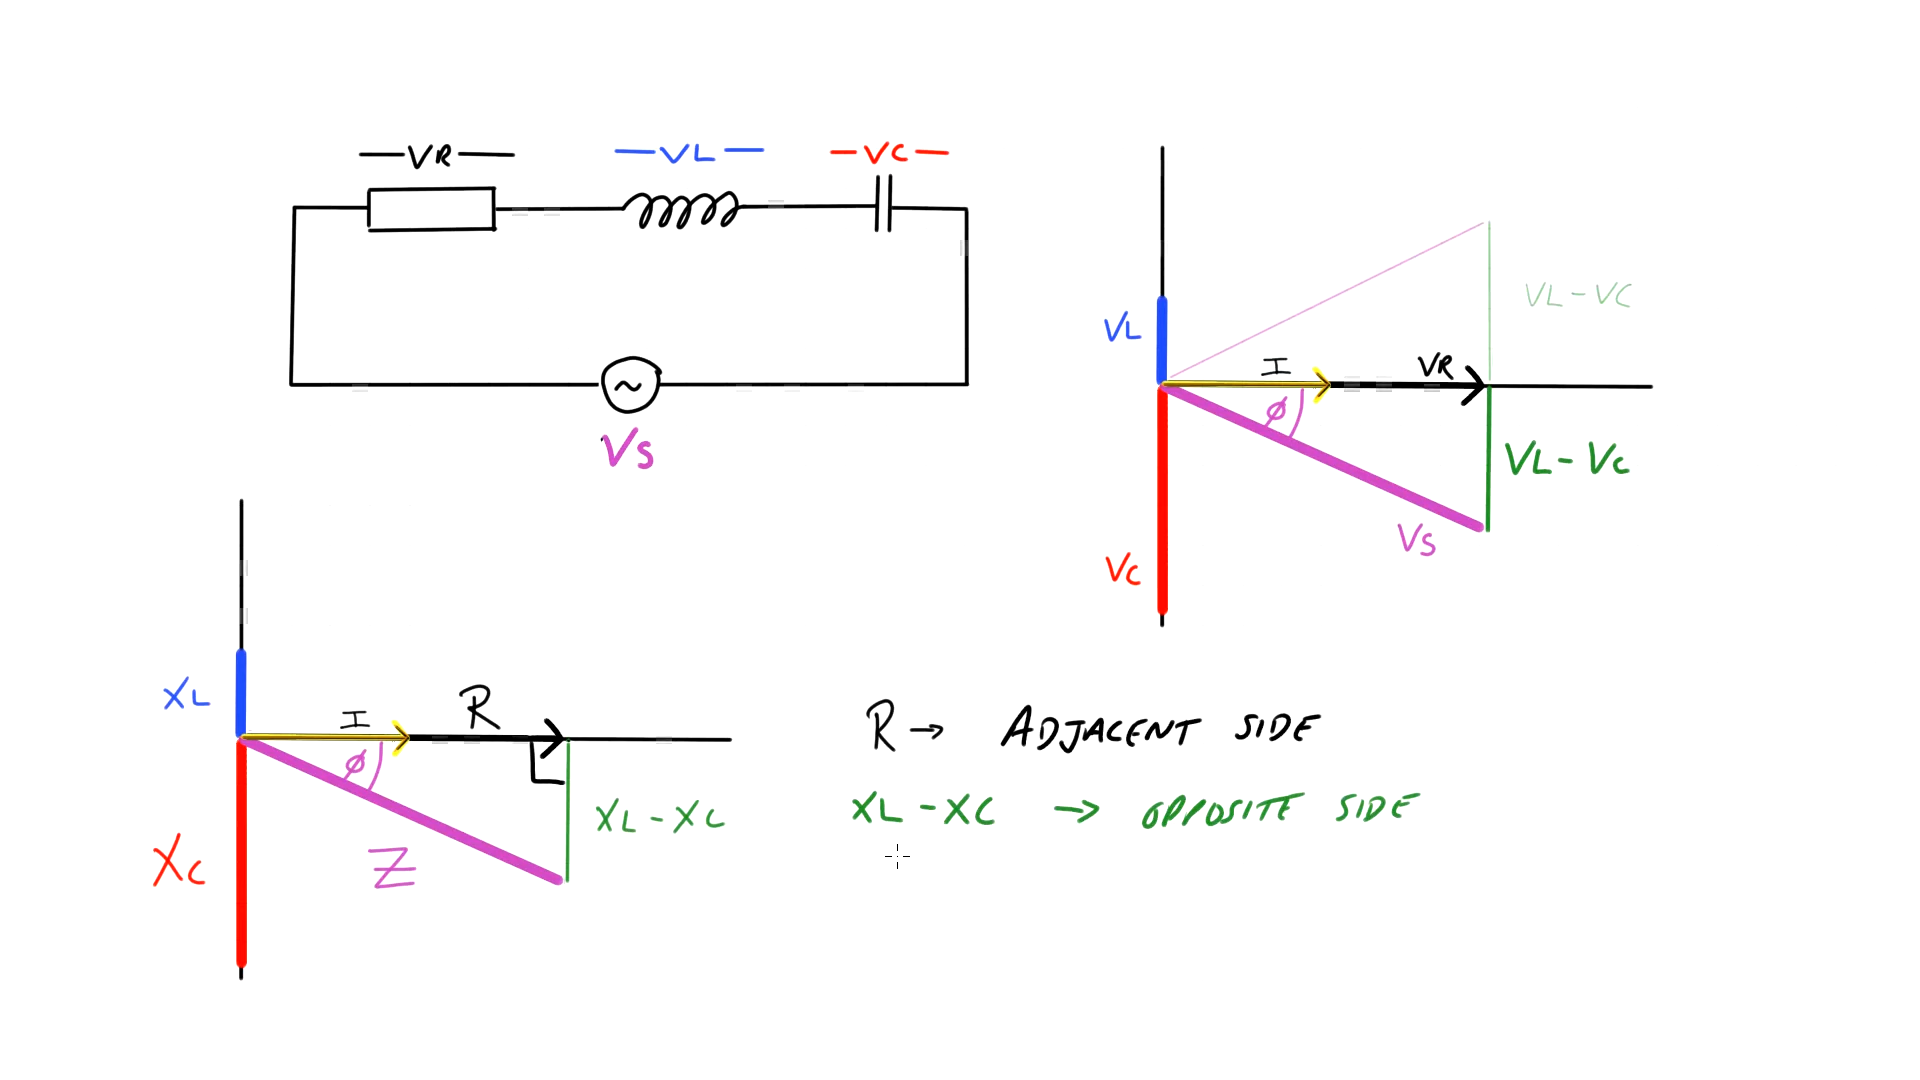 VR VL VC
VS
VL - VC
VL
I VR
ø
VL - VC
VS
VC
XL
I R
ø
XL - XC
XC
Z
R → ADJACENT SIDE
XL - XC → OPPOSITE SIDE